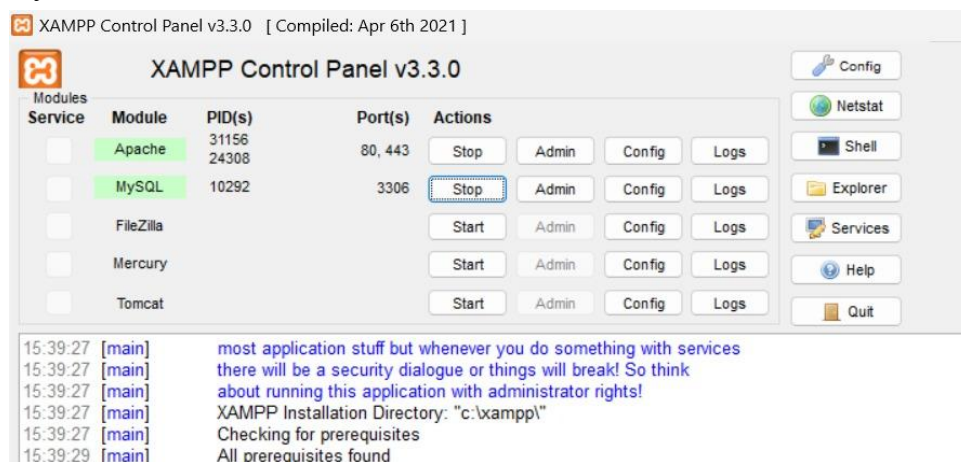 XAMPP Control Panel v3.3.0 [ Compiled: Apr 6th 2021 ]
XAMPP Control Panel v3.3.0
Config
Modules
Service Module PID(s) Port(s) Actions
Netstat
Apache 31156 24308 80, 443 Stop Admin Config Logs
Shell
MySQL 10292 3306 Stop Admin Config Logs
Explorer
FileZilla Start Admin Config Logs
Services
Mercury Start Admin Config Logs
Help
Tomcat Start Admin Config Logs
Quit
15:39:27 [main] most application stuff but whenever you do something with services
15:39:27 [main] there will be a security dialogue or things will break! So think
15:39:27 [main] about running this application with administrator rights!
15:39:27 [main] XAMPP Installation Directory: "c:\xampp\"
15:39:27 [main] Checking for prerequisites
15:39:29 [main] All prerequisites found